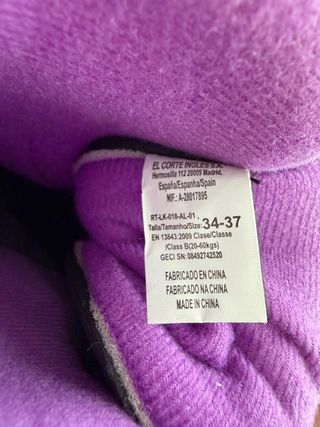 EL CORTE INGLES S.A.
Hermosilla 112 28009 Madrid,
España/Espanha/Spain
NIF: A-28017895
RT-LK-018-AL-01
Talla/Tamanho/Size: 34-37
EN 13843:2009 Clase/Classe
/Class B(20-60kgs)
GECI SN: 08492742520
FABRICADO EN CHINA
FABRICADO NA CHINA
MADE IN CHINA